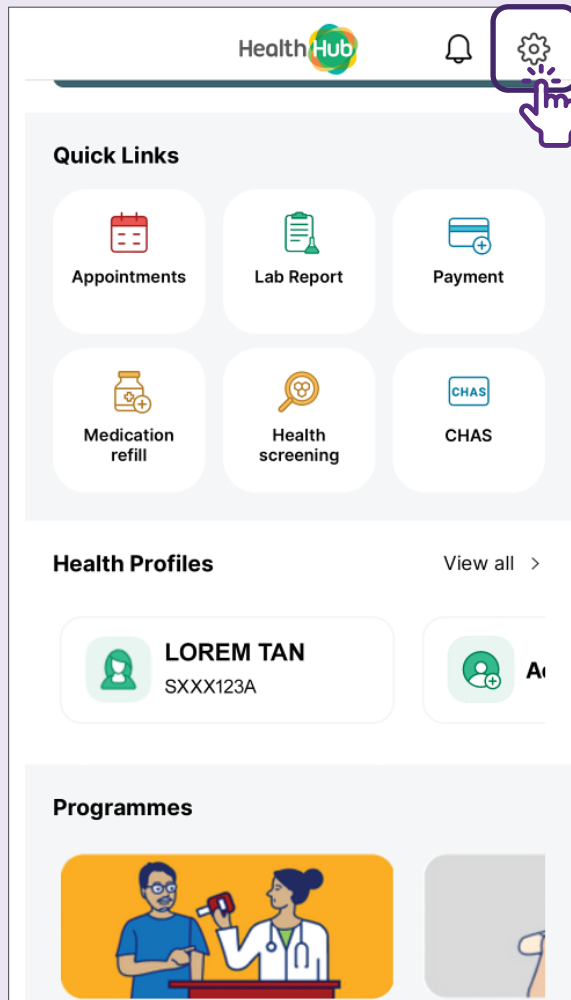 HealthHub
Quick Links
Appointments
Lab Report
Payment
Medication
refill
Health
screening
CHAS
CHAS
Health Profiles
View all >
LOREM TAN
SXXX123A
Programmes